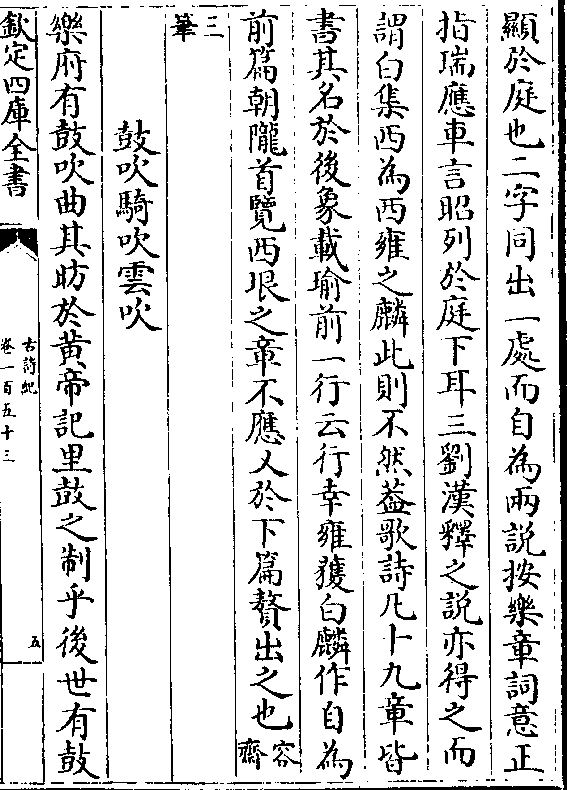 顯於庭也二字同出一處而自為兩說按樂章詞意正
指瑞應車言昭列於庭下耳三劉漢釋之說亦得之而
謂白集西為西雍之麟此則不然葢歌詩凡十九章皆
書其名於後象載瑜前一行云行幸雍獲白麟作自為
前篇朝隴首覽西垠之章不應又於下篇贅出之也容齋
三筆
鼓吹騎吹雲吹
樂府有鼓吹曲其昉於黃帝記里鼓之制乎後世有鼓
欽定四庫全書
古詩紀
卷一百五十三
五